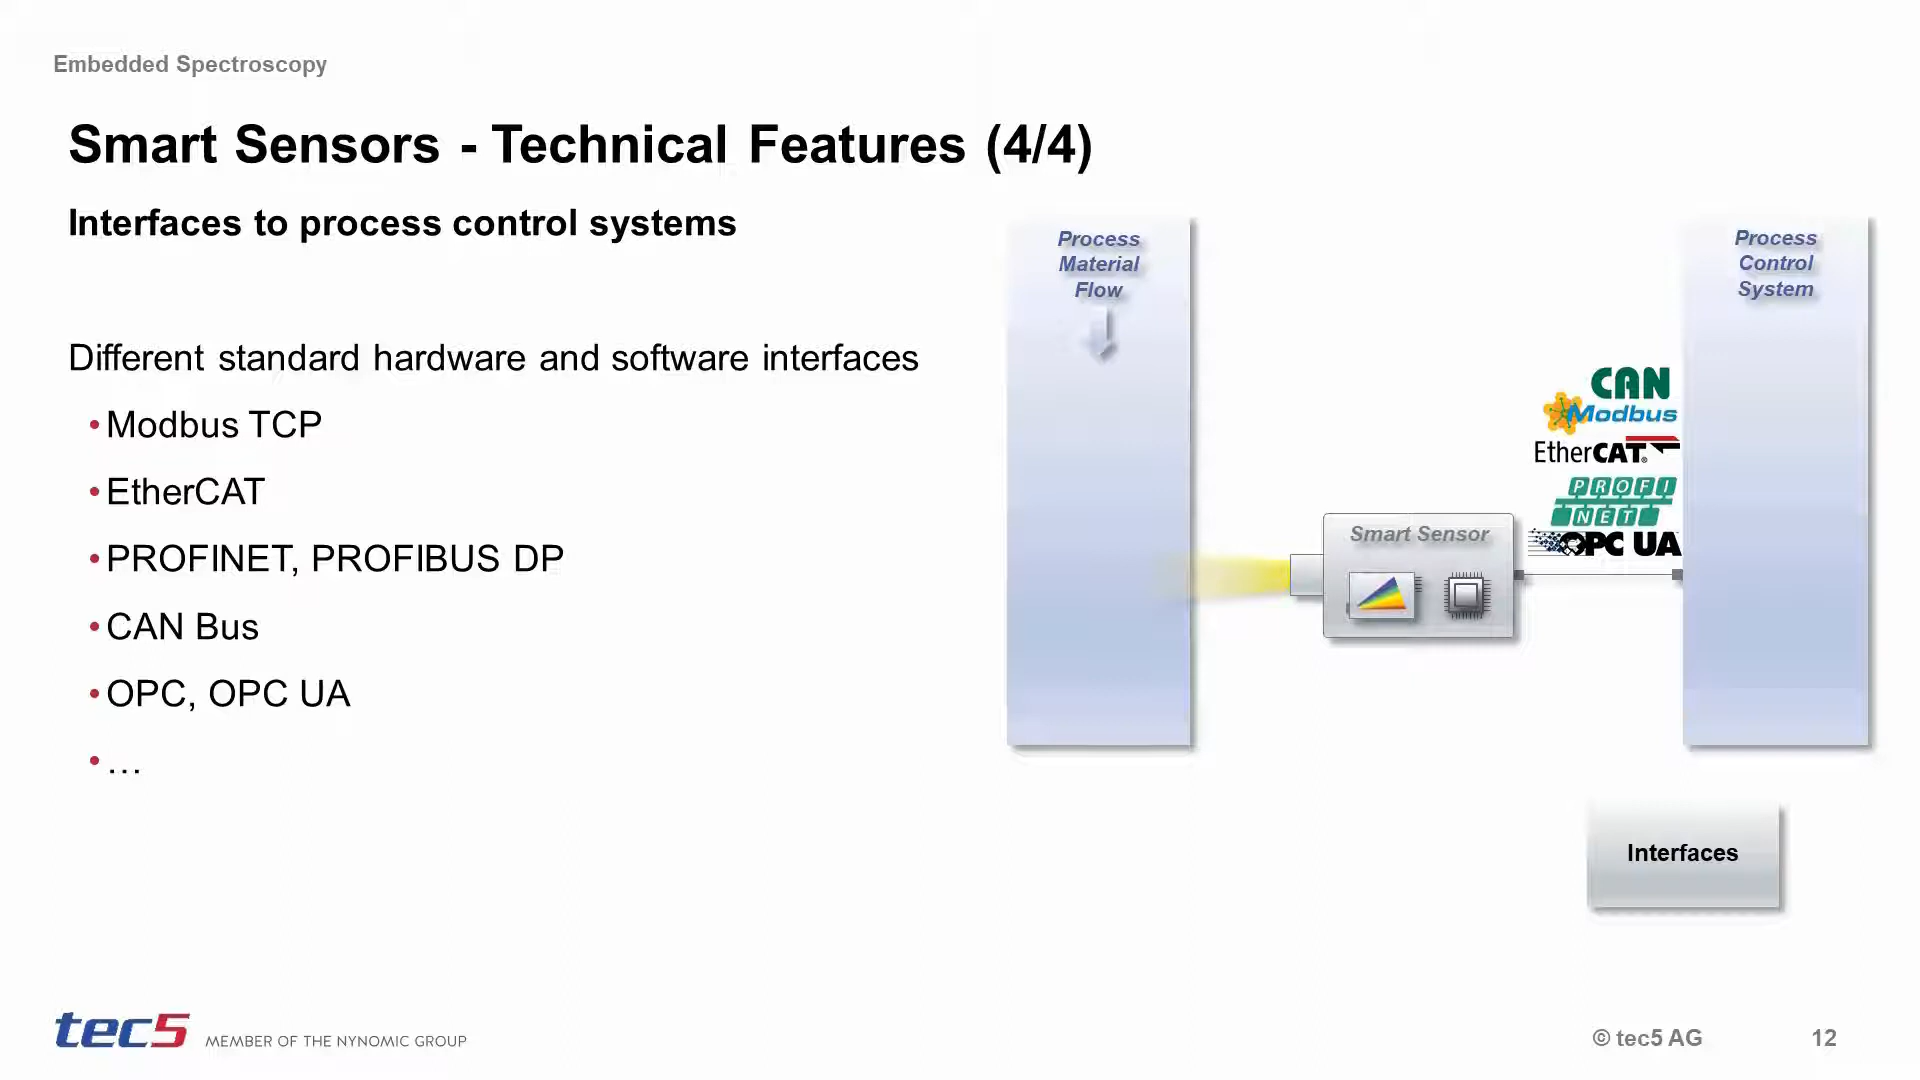 Embedded Spectroscopy
Smart Sensors - Technical Features (4/4)
Interfaces to process control systems
Different standard hardware and software interfaces
•Modbus TCP
•EtherCAT
•PROFINET, PROFIBUS DP
•CAN Bus
•OPC, OPC UA
•…
Process
Material
Flow
Smart Sensor
CAN
Modbus
EtherCAT®
PROFI
NET
OPC UA
Process
Control
System
Interfaces
tec5 MEMBER OF THE NYNOMIC GROUP
© tec5 AG
12